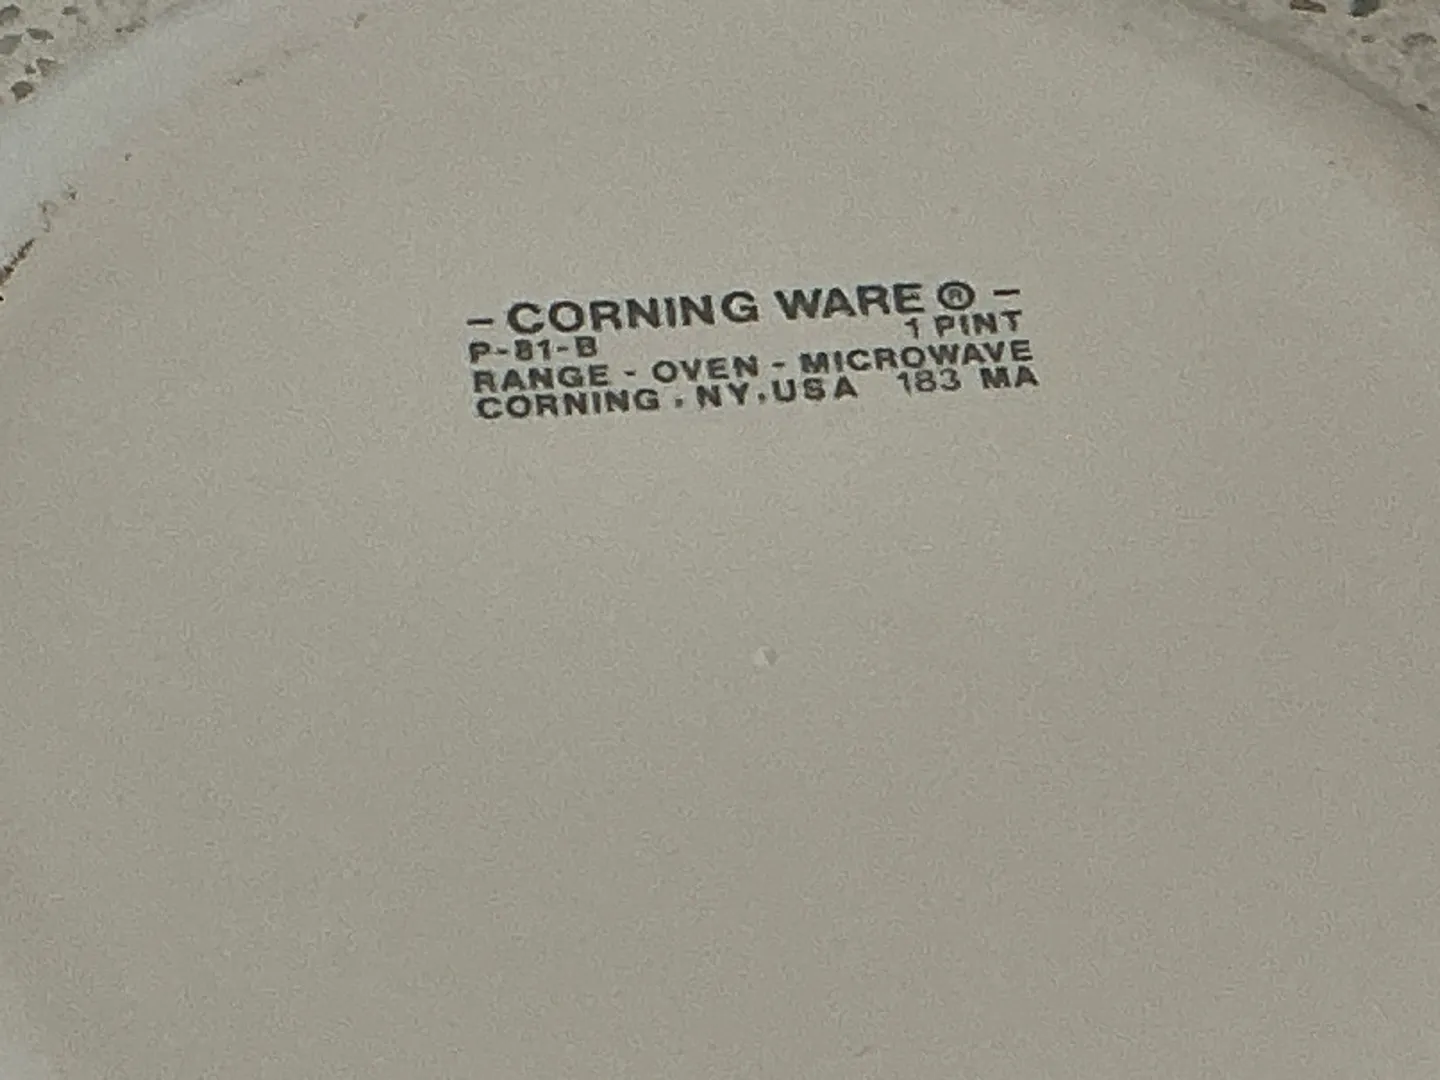 - CORNING WARE ® -
P-81-B 1 PINT
RANGE - OVEN - MICROWAVE
CORNING . NY. USA 183 MA